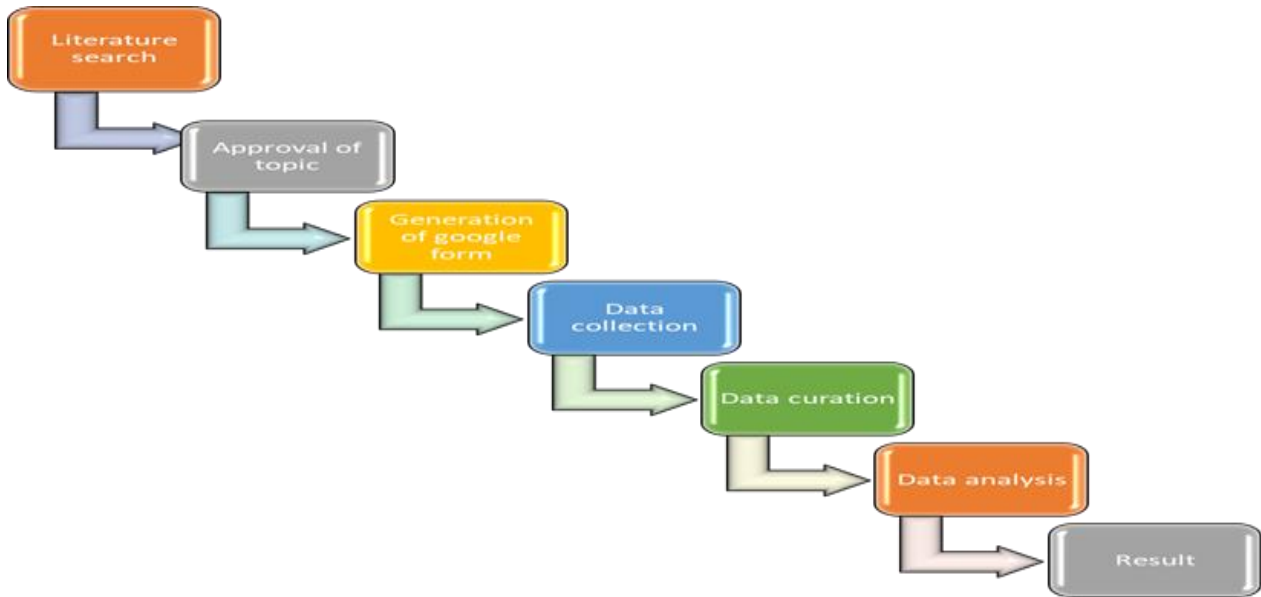 Literature
search
Approval of
topic
Generation
of google
form
Data
collection
Data curation
Data analysis
Result